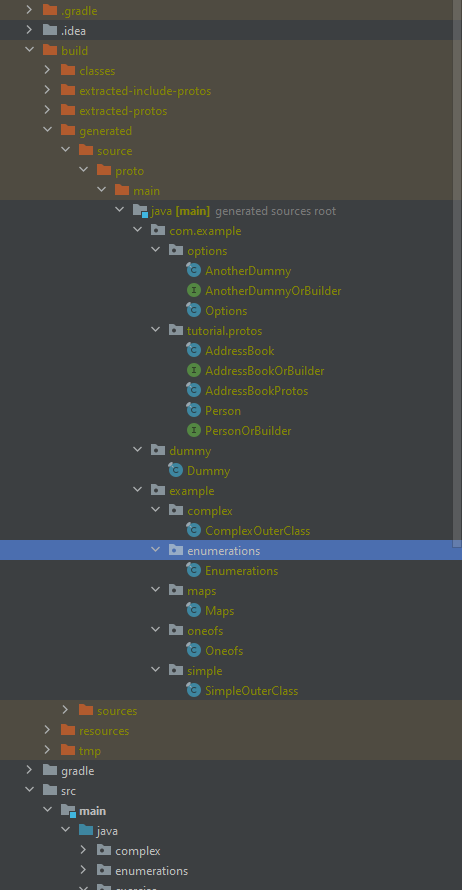 .gradle
.idea
build
classes
extracted-include-protos
extracted-protos
generated
source
proto
main
java [main] generated sources root
com.example
options
AnotherDummy
AnotherDummyOrBuilder
Options
tutorial.protos
AddressBook
AddressBookOrBuilder
AddressBookProtos
Person
PersonOrBuilder
dummy
Dummy
example
complex
ComplexOuterClass
enumerations
Enumerations
maps
Maps
oneofs
Oneofs
simple
SimpleOuterClass
sources
resources
tmp
gradle
src
main
java
complex
enumerations